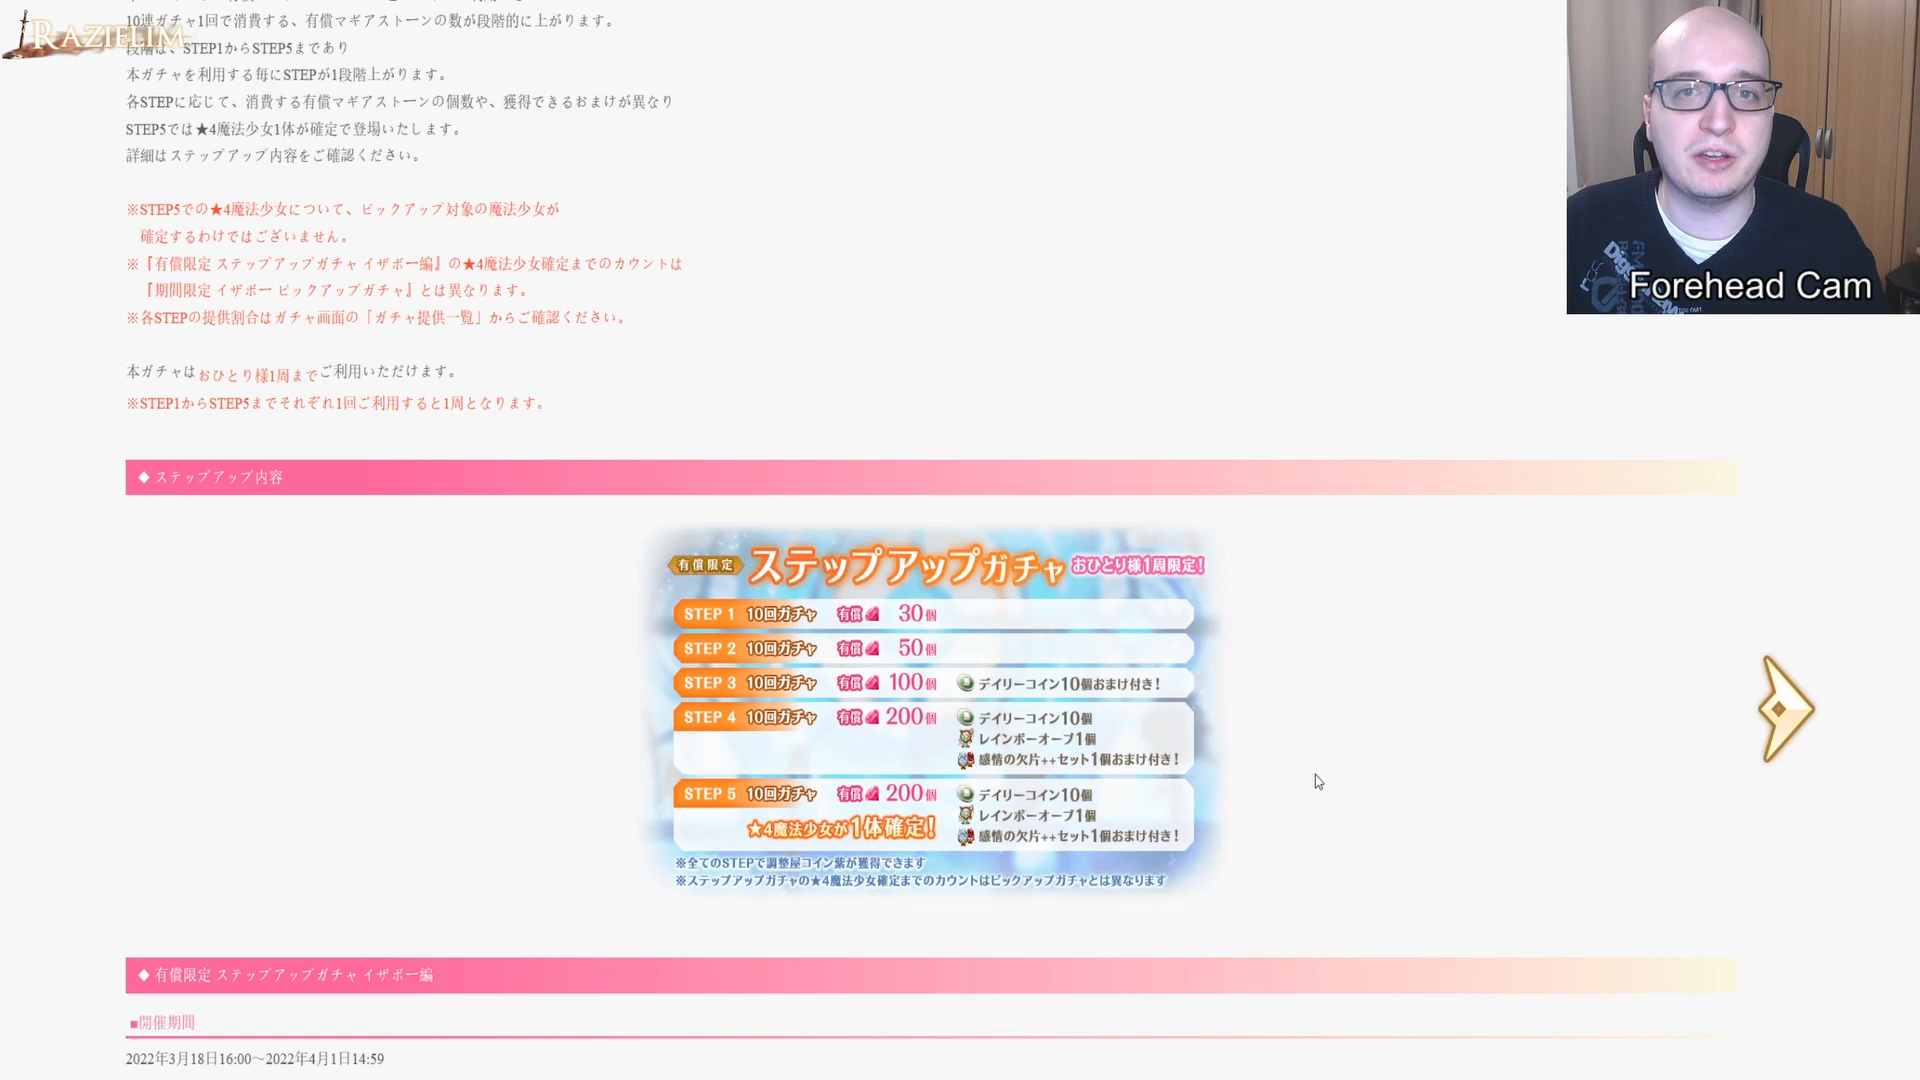 RAZIELIM
10連ガチャ1回で消費する、有償マギアストーンの数が段階的に上がります。
段階は、STEP1からSTEP5まであり
本ガチャを利用する毎にSTEPが1段階上がります。
各STEPに応じて、消費する有償マギアストーンの個数や、獲得できるおまけが異なり
STEP5では★4魔法少女1体が確定で登場いたします。
詳細はステップアップ内容をご確認ください。
※STEP5での★4魔法少女について、ピックアップ対象の魔法少女が
確定するわけではございません。
※『有償限定 ステップアップガチャ イザボー編』の★4魔法少女確定までのカウントは
『期間限定 イザボー ピックアップガチャ』とは異なります。
※各STEPの提供割合はガチャ画面の「ガチャ提供一覧」からご確認ください。
本ガチャはおひとり様1周までご利用いただけます。
※STEP1からSTEP5までそれぞれ1回ご利用すると1周となります。
Forehead Cam
◆ ステップアップ内容
有償限定 ステップアップガチャ おひとり様1周限定!
STEP 1 10回ガチャ 有償 30個
STEP 2 10回ガチャ 有償 50個
STEP 3 10回ガチャ 有償 100個 デイリーコイン10個おまけ付き!
STEP 4 10回ガチャ 有償 200個 デイリーコイン10個
レインボーオーブ1個
感情の欠片++セット1個おまけ付き!
STEP 5 10回ガチャ 有償 200個 デイリーコイン10個
★4魔法少女が1体確定! レインボーオーブ1個
感情の欠片++セット1個おまけ付き!
※全てのSTEPで調整屋コイン紫が獲得できます
※ステップアップガチャの★4魔法少女確定までのカウントはピックアップガチャとは異なります
◆ 有償限定 ステップアップガチャ イザボー編
■開催期間
2022年3月18日16:00～2022年4月1日14:59